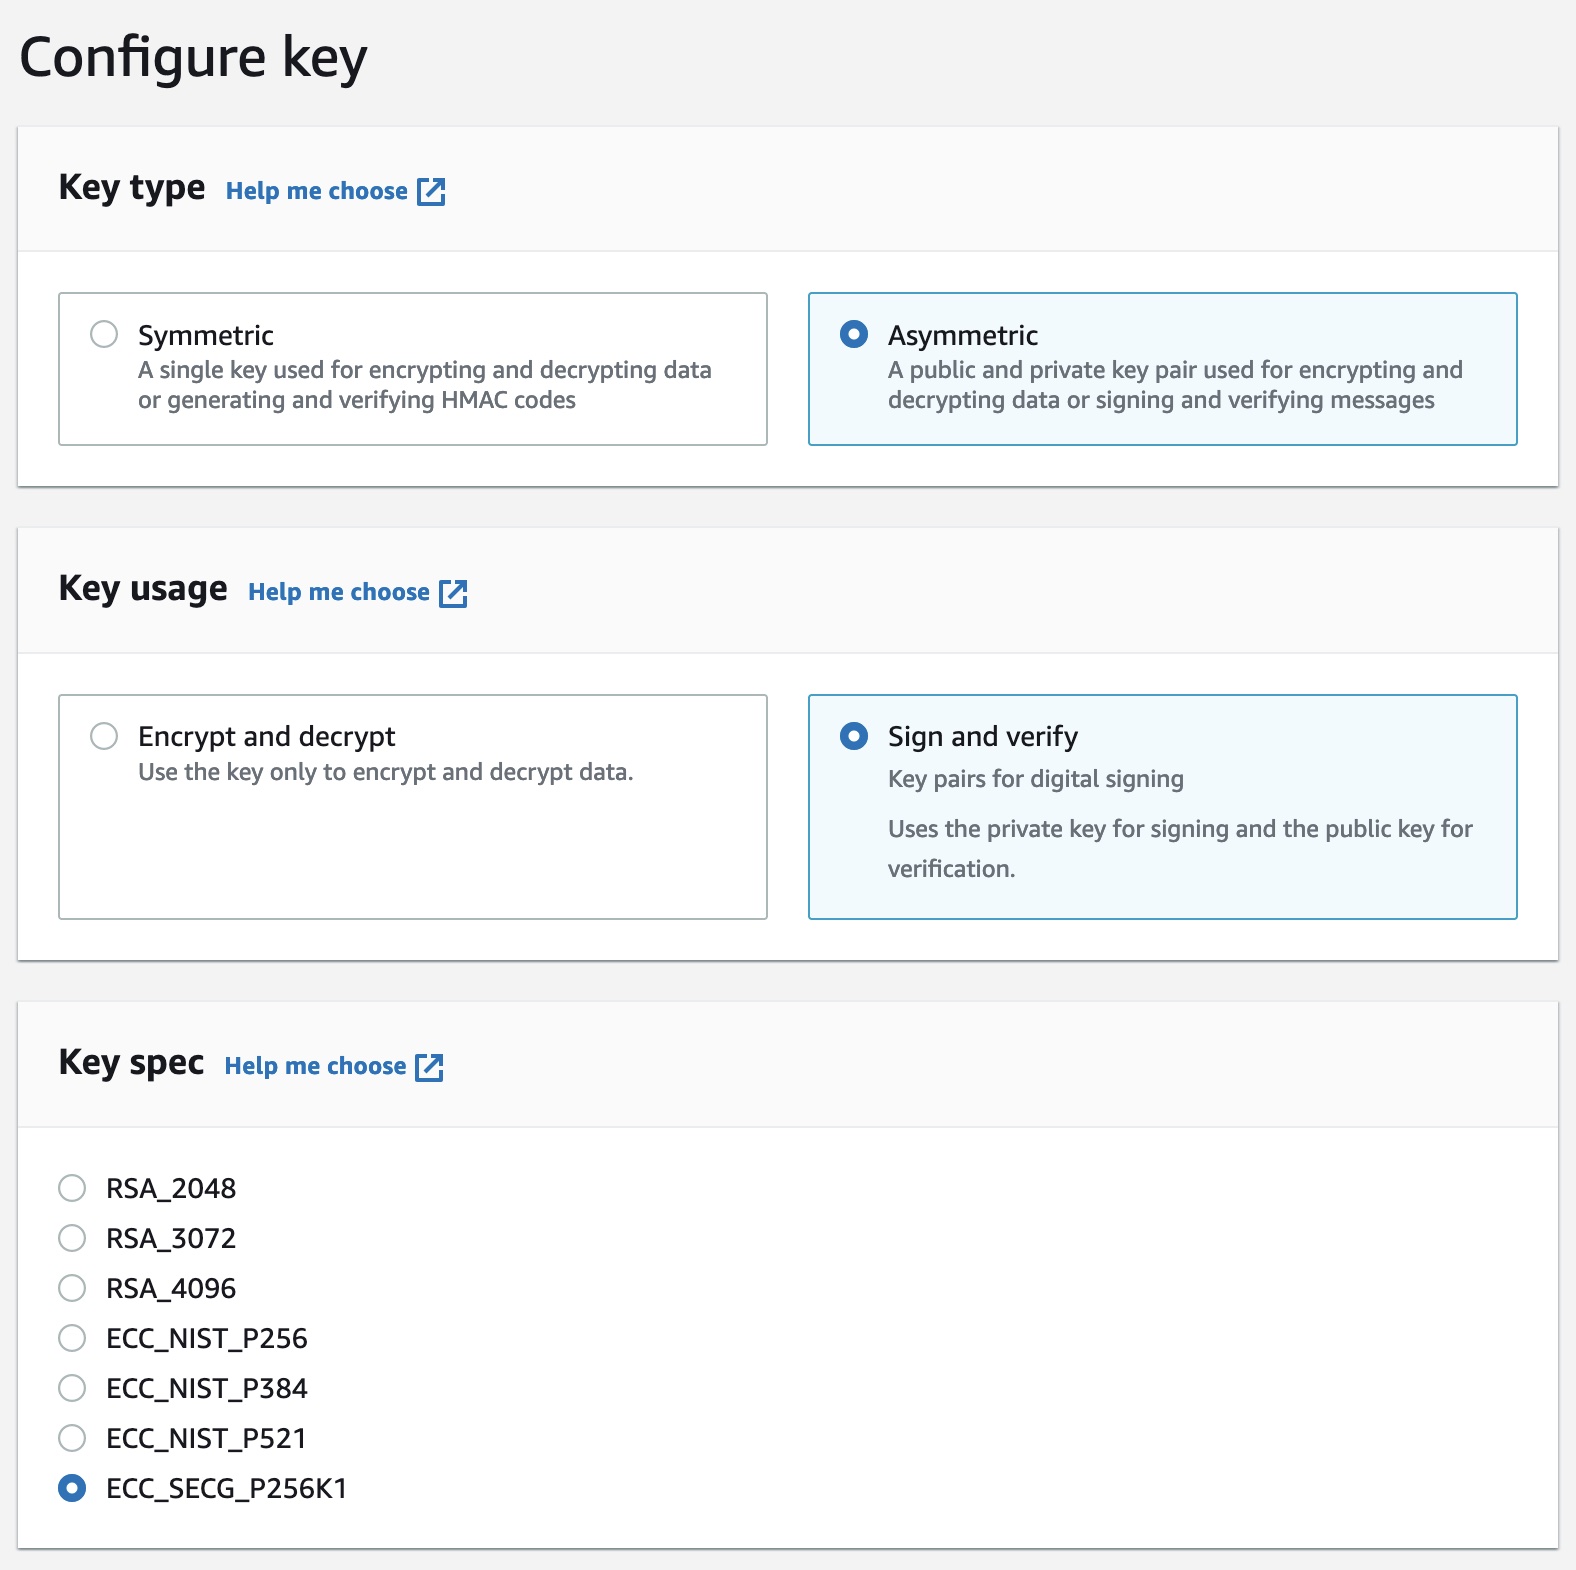 Configure key
Key type Help me choose
Symmetric
A single key used for encrypting and decrypting data
or generating and verifying HMAC codes
Asymmetric
A public and private key pair used for encrypting and
decrypting data or signing and verifying messages
Key usage Help me choose
Encrypt and decrypt
Use the key only to encrypt and decrypt data.
Sign and verify
Key pairs for digital signing
Uses the private key for signing and the public key for
verification.
Key spec Help me choose
RSA_2048
RSA_3072
RSA_4096
ECC_NIST_P256
ECC_NIST_P384
ECC_NIST_P521
ECC_SECG_P256K1